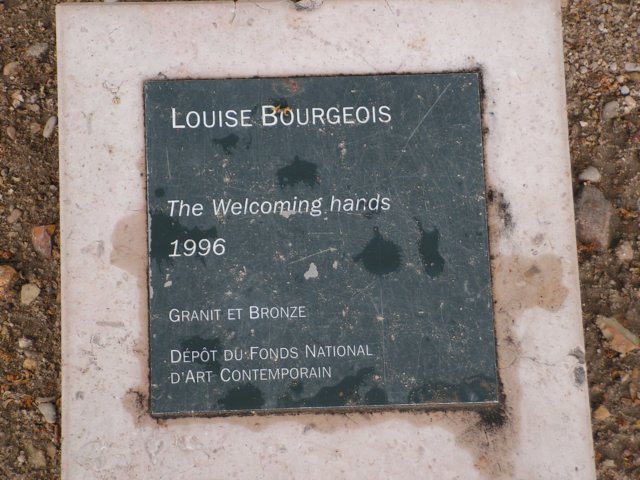 LOUISE BOURGEOIS
The Welcoming hands
1996
GRANIT ET BRONZE
DÉPÔT DU FONDS NATIONAL
D'ART CONTEMPORAIN